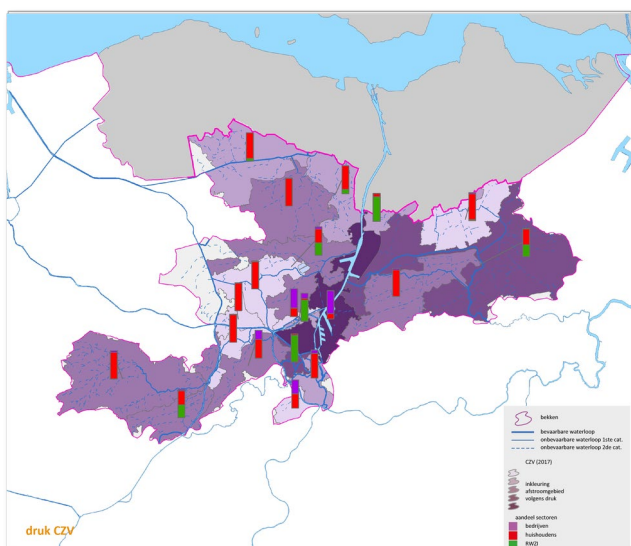 bekken
bevaarbare waterloop
onbevaarbare waterloop 1ste cat.
onbevaarbare waterloop 2de cat.
CZV (2017)
inkleuring
afstroomgebied
volgens druk
aandeel sectoren
bedrijven
huishoudens
RWZI
druk CZV